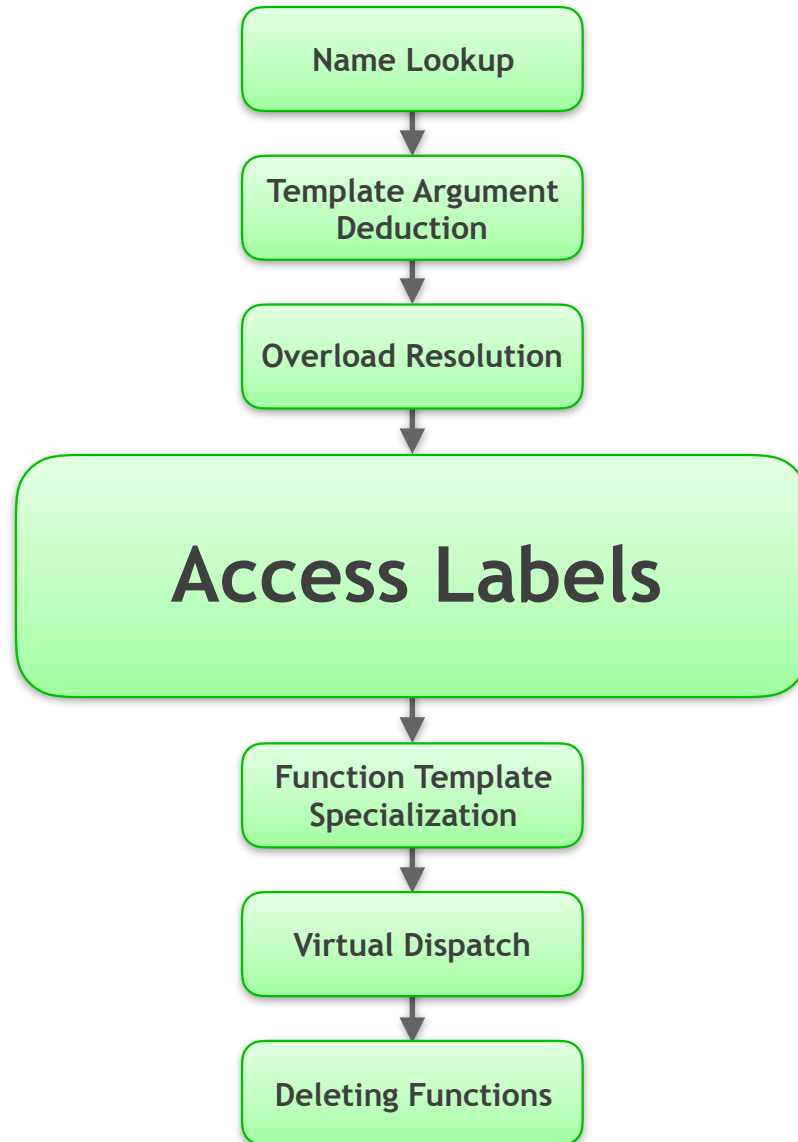 Name Lookup
Template Argument
Deduction
Overload Resolution
Access Labels
Function Template
Specialization
Virtual Dispatch
Deleting Functions